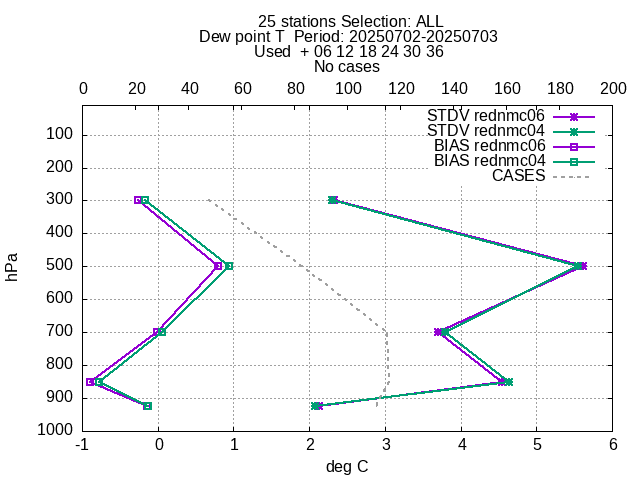 25 stations Selection: ALL
Dew point T  Period: 20250702-20250703
Used  + 06 12 18 24 30 36
No cases
0 20 40 60 80 100 120 140 160 180 200
STDV rednmc06
STDV rednmc04
BIAS rednmc06
BIAS rednmc04
CASES
100
200
300
400
500
600
700
800
900
1000
hPa
-1 0 1 2 3 4 5 6
deg C